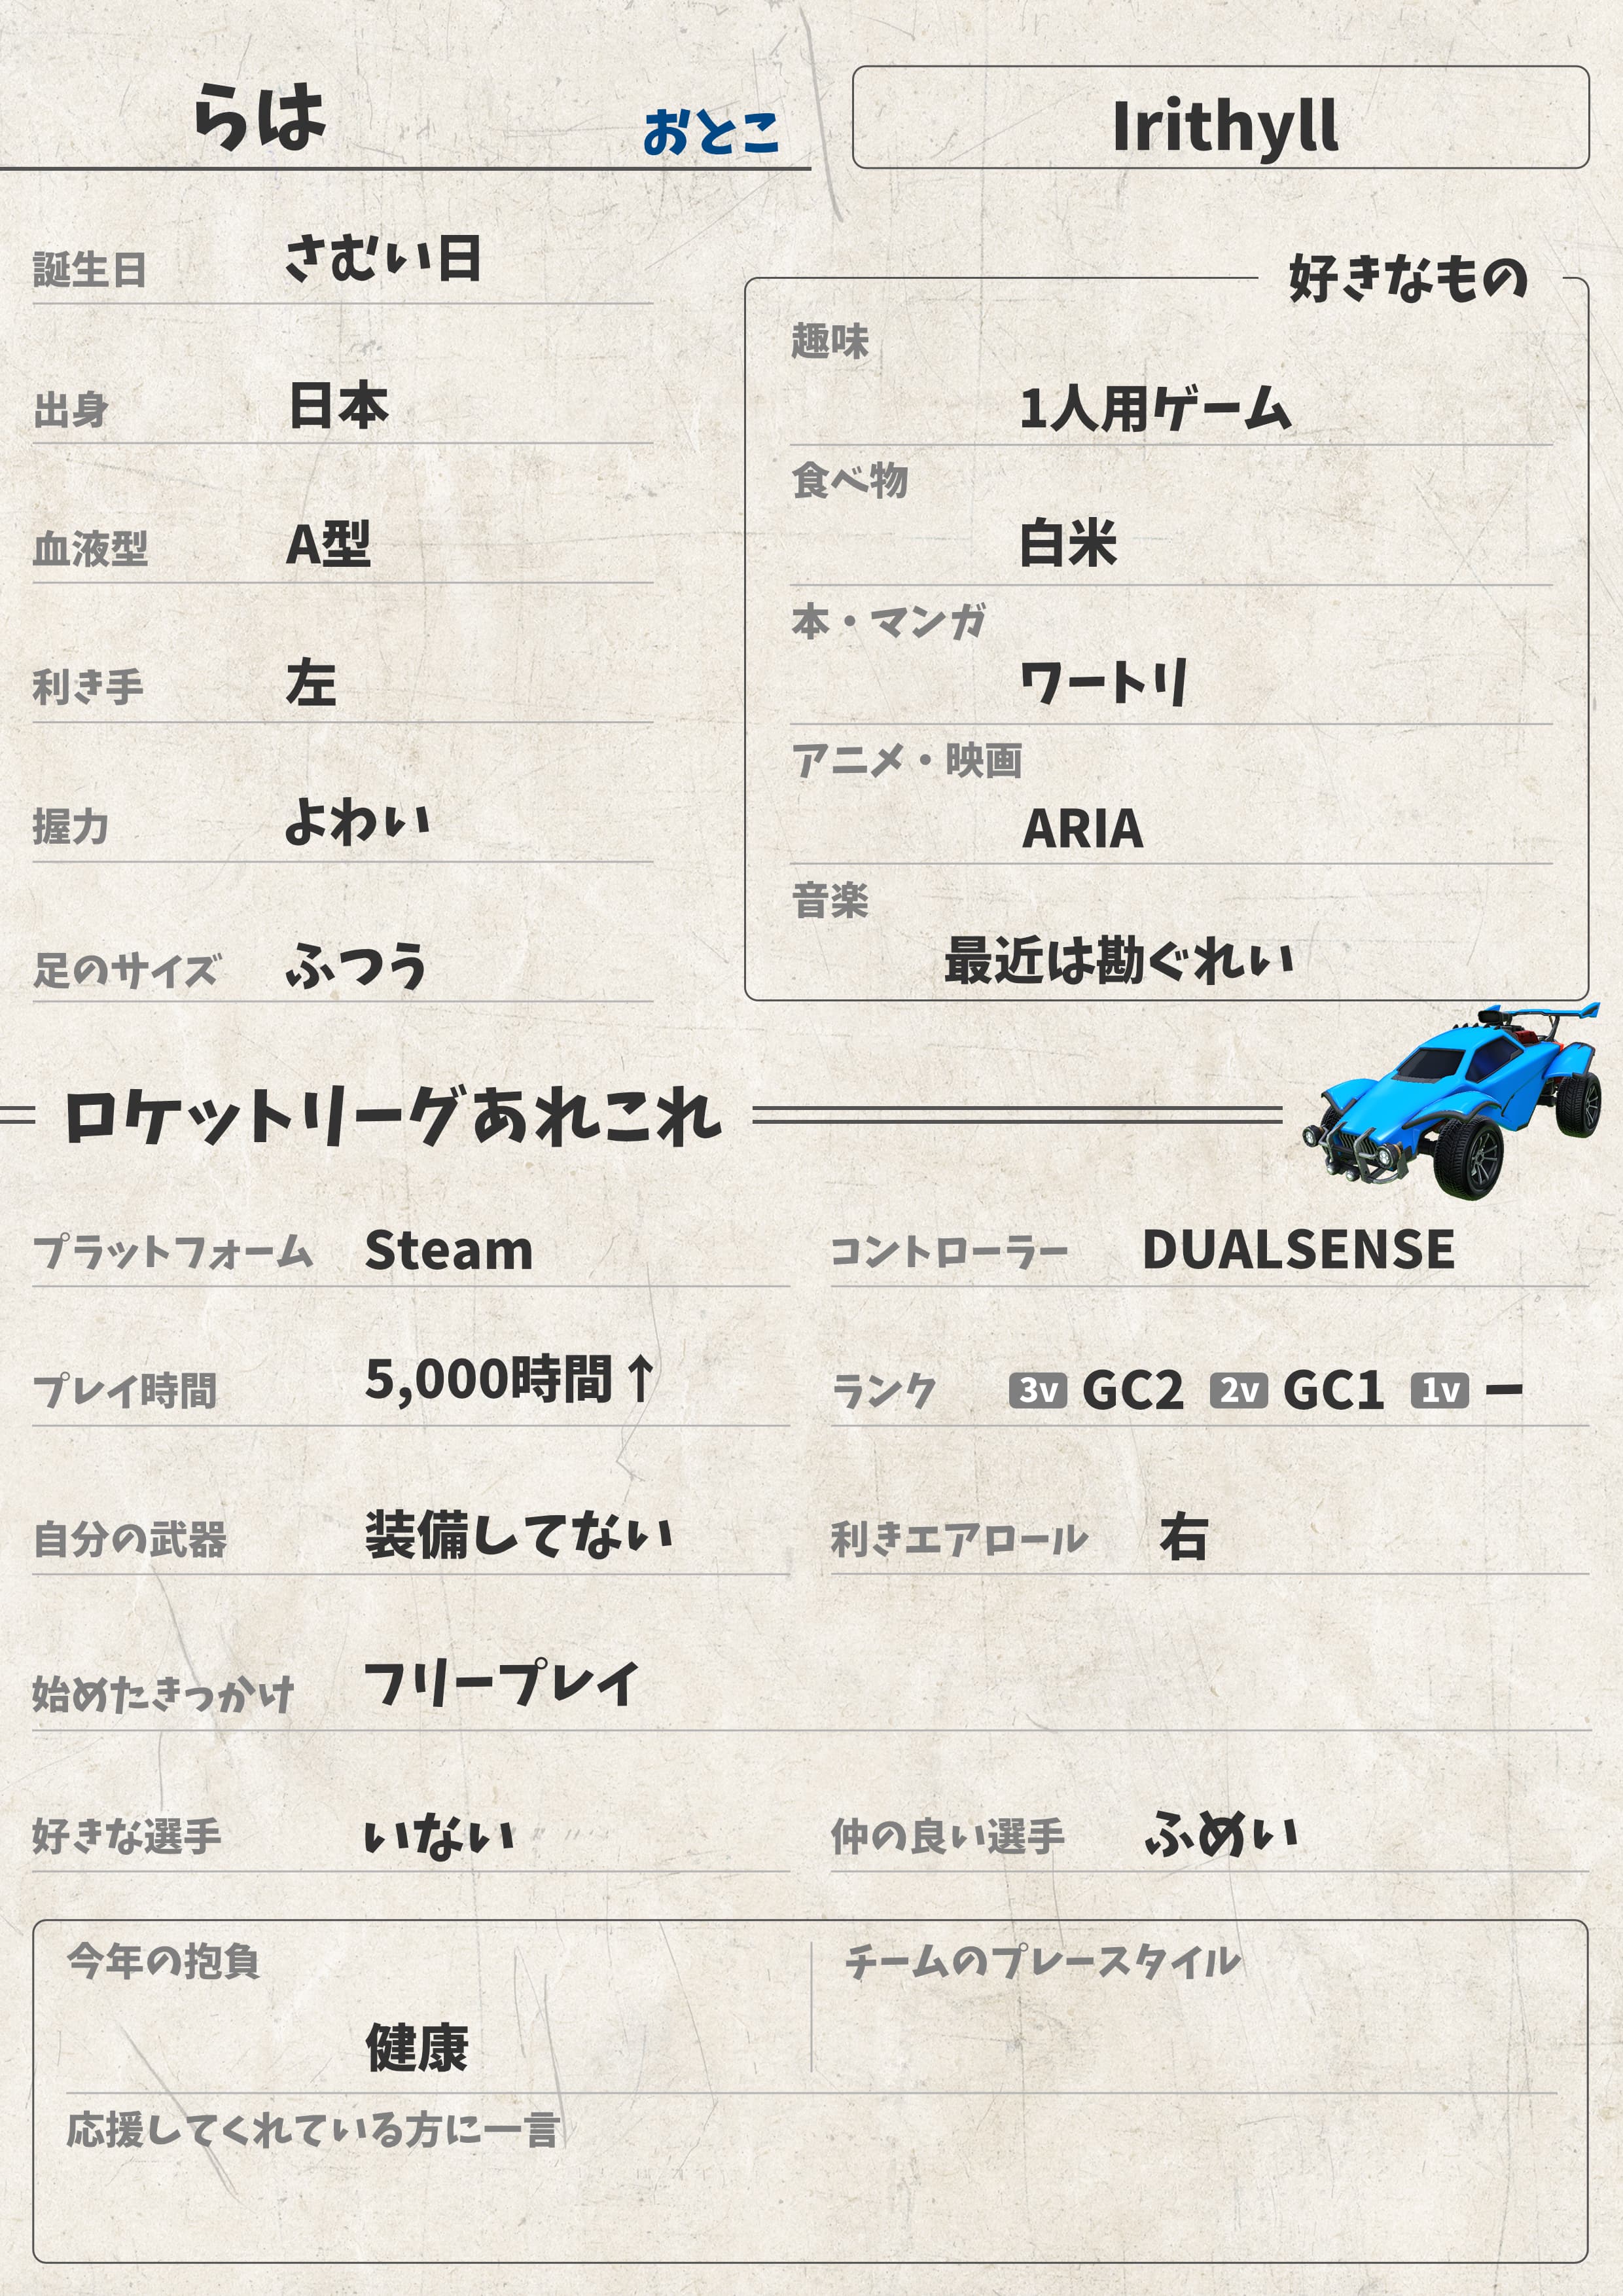 らは
おとこ
Irithyll
誕生日 さむい日
出身 日本
血液型 A型
利き手 左
握力 よわい
足のサイズ ふつう
好きなもの
趣味
1人用ゲーム
食べ物
白米
本・マンガ
ワートリ
アニメ・映画
ARIA
音楽
最近は勘ぐれい
ロケットリーグあれこれ
プラットフォーム Steam
コントローラー DUALSENSE
プレイ時間 5,000時間↑
ランク 3v GC2 2v GC1 1v ー
自分の武器 装備してない
利きエアロール 右
始めたきっかけ フリープレイ
好きな選手 いない
仲の良い選手 ふめい
今年の抱負
健康
チームのプレースタイル
応援してくれている方に一言